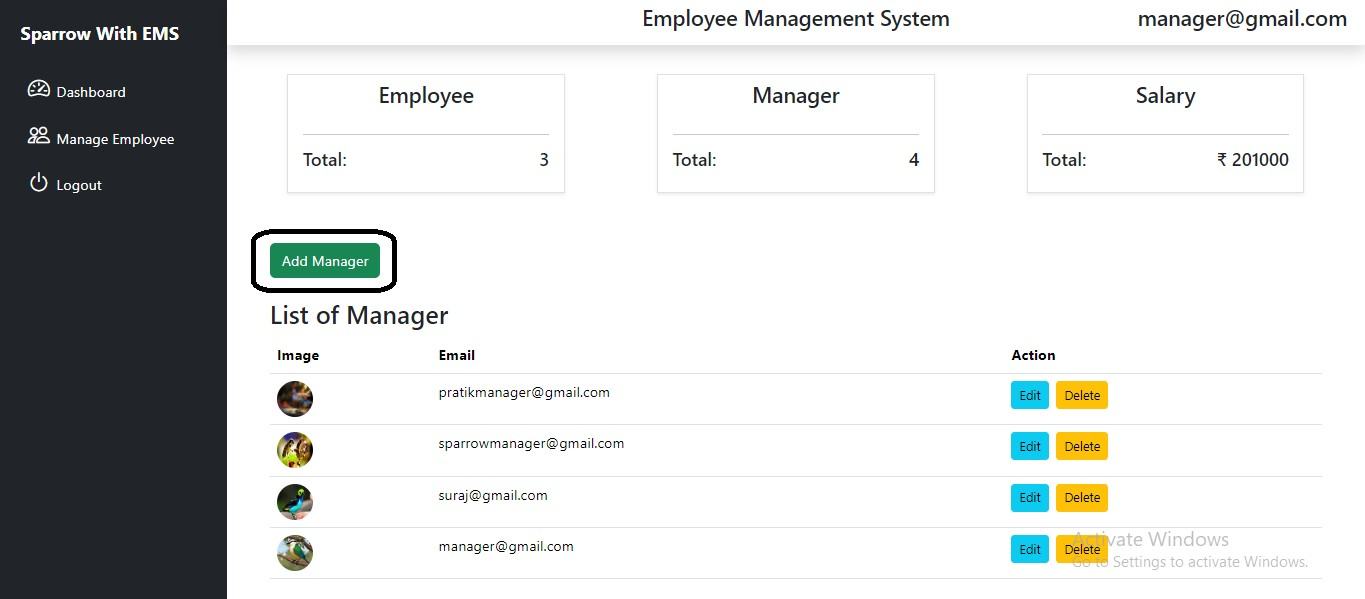 Sparrow With EMS
Dashboard
Manage Employee
Logout
Employee Management System
manager@gmail.com
Employee
Total: 3
Manager
Total: 4
Salary
Total: ₹ 201000
Add Manager
List of Manager
Image Email Action
pratikmanager@gmail.com Edit Delete
sparrowmanager@gmail.com Edit Delete
suraj@gmail.com Edit Delete
manager@gmail.com Edit Delete
Activate Windows
Go to Settings to activate Windows.